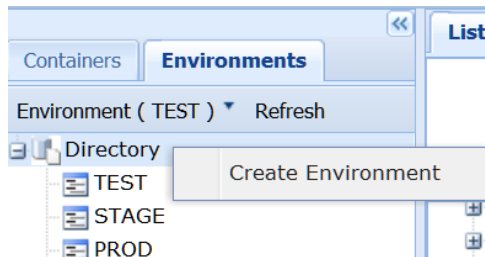 List
Containers Environments
Environment ( TEST ) Refresh
Directory
Create Environment
TEST
STAGE
PROD